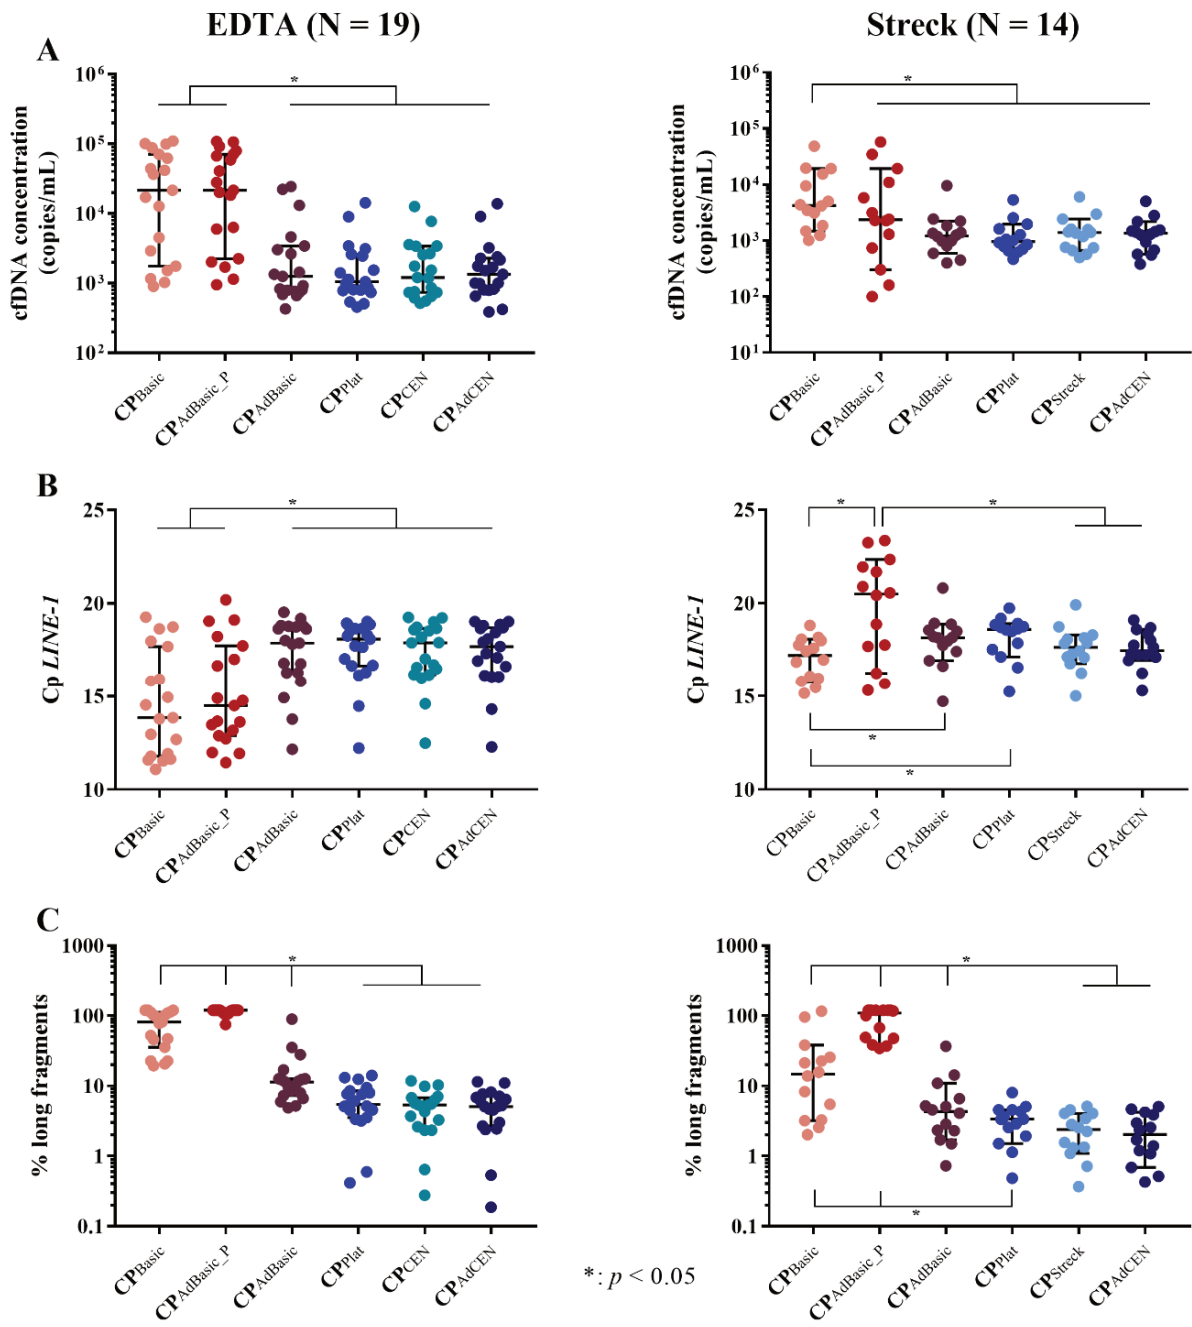 EDTA (N = 19)
Streck (N = 14)
A
cfDNA concentration
(copies/mL)
10⁶
10⁵
10⁴
10³
10²
*
CPBasic
CPAdBasic_P
CPAdBasic
CPPlat
CPCEN
CPAdCEN
cfDNA concentration
(copies/mL)
10⁶
10⁵
10⁴
10³
10²
10¹
*
CPBasic
CPAdBasic_P
CPAdBasic
CPPlat
CPStreck
CPAdCEN
B
Cp LINE-1
25
20
15
10
*
CPBasic
CPAdBasic_P
CPAdBasic
CPPlat
CPCEN
CPAdCEN
Cp LINE-1
25
20
15
10
*
*
*
*
CPBasic
CPAdBasic_P
CPAdBasic
CPPlat
CPStreck
CPAdCEN
C
% long fragments
1000
100
10
1
0.1
*
CPBasic
CPAdBasic_P
CPAdBasic
CPPlat
CPCEN
CPAdCEN
*: p < 0.05
% long fragments
1000
100
10
1
0.1
*
*
CPBasic
CPAdBasic_P
CPAdBasic
CPPlat
CPStreck
CPAdCEN